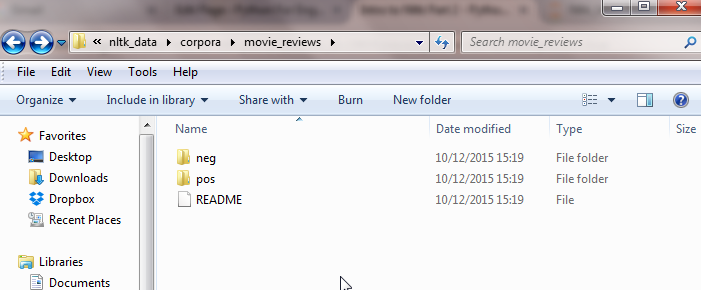 « nltk_data ▸ corpora ▸ movie_reviews ▸
Search movie_reviews
File Edit View Tools Help
Organize Include in library Share with Burn New folder
Name Date modified Type Size
Favorites
Desktop
Downloads
Dropbox
Recent Places
Libraries
Documents
neg 10/12/2015 15:19 File folder
pos 10/12/2015 15:19 File folder
README 10/12/2015 15:19 File